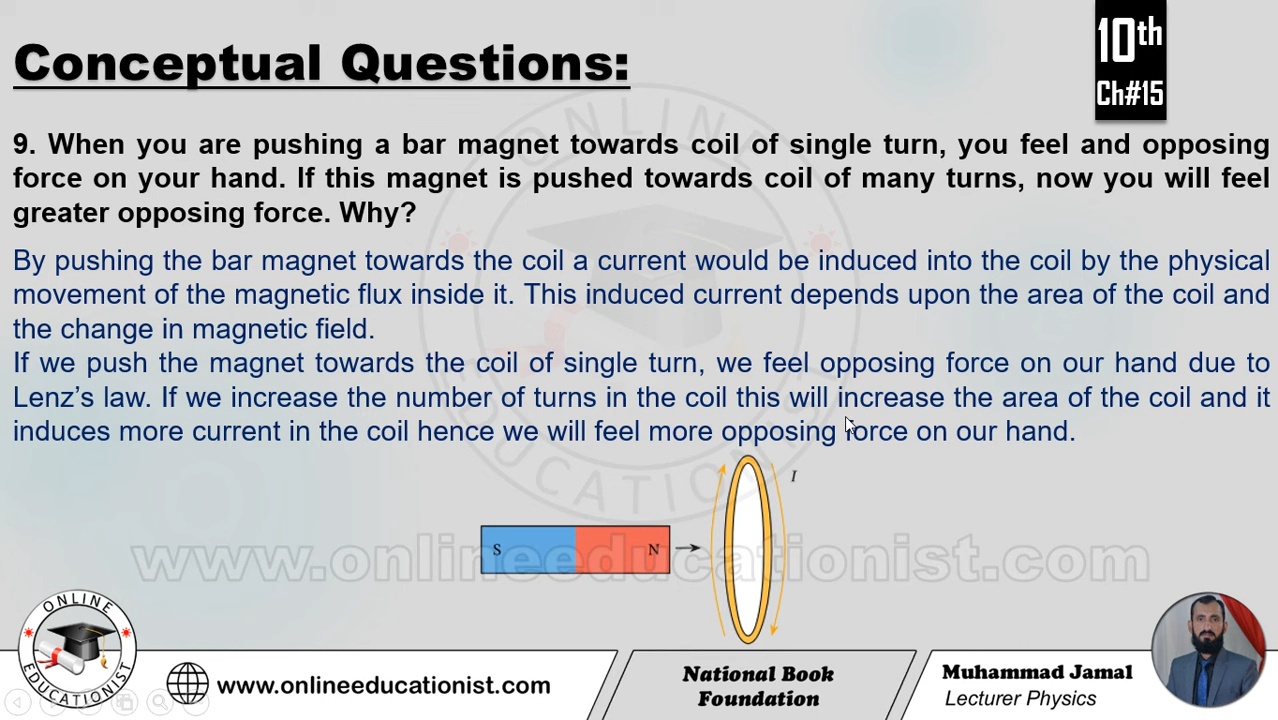 Conceptual Questions:
10th
Ch#15
9. When you are pushing a bar magnet towards coil of single turn, you feel and opposing
force on your hand. If this magnet is pushed towards coil of many turns, now you will feel
greater opposing force. Why?
By pushing the bar magnet towards the coil a current would be induced into the coil by the physical
movement of the magnetic flux inside it. This induced current depends upon the area of the coil and
the change in magnetic field.
If we push the magnet towards the coil of single turn, we feel opposing force on our hand due to
Lenz's law. If we increase the number of turns in the coil this will increase the area of the coil and it
induces more current in the coil hence we will feel more opposing force on our hand.
I
S
N
ONLINE
EDUCATIONIST
www.onlineeducationist.com
ONLINE
EDUCATIONIST
www.onlineeducationist.com
National Book
Foundation
Muhammad Jamal
Lecturer Physics